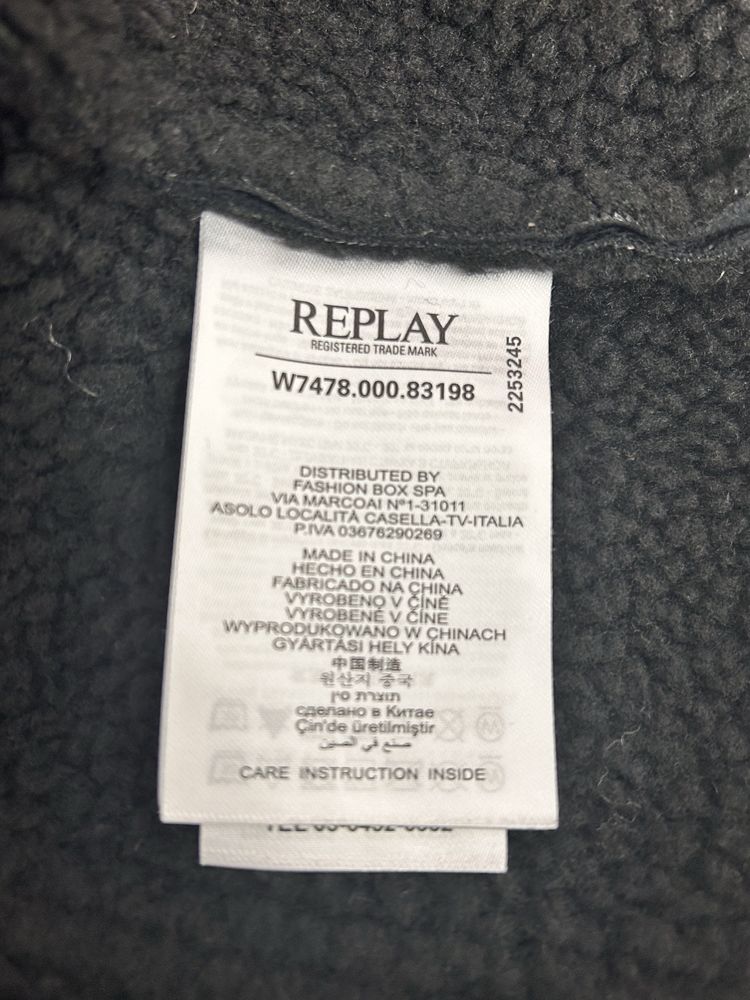 REPLAY
REGISTERED TRADE MARK
W7478.000.83198
2253245
DISTRIBUTED BY
FASHION BOX SPA
VIA MARCOAI Nº1-31011
ASOLO LOCALITÀ CASELLA-TV-ITALIA
P.IVA 03676290269
MADE IN CHINA
HECHO EN CHINA
FABRICADO NA CHINA
VYROBENO V ČÍNĚ
VYROBENÉ V ČÍNE
WYPRODUKOWANO W CHINACH
GYÁRTÁSI HELY KÍNA
中国制造
원산지 중국
תוצרת סין
сделано в Китае
Çin'de üretilmiştir
صنع في الصين
CARE INSTRUCTION INSIDE